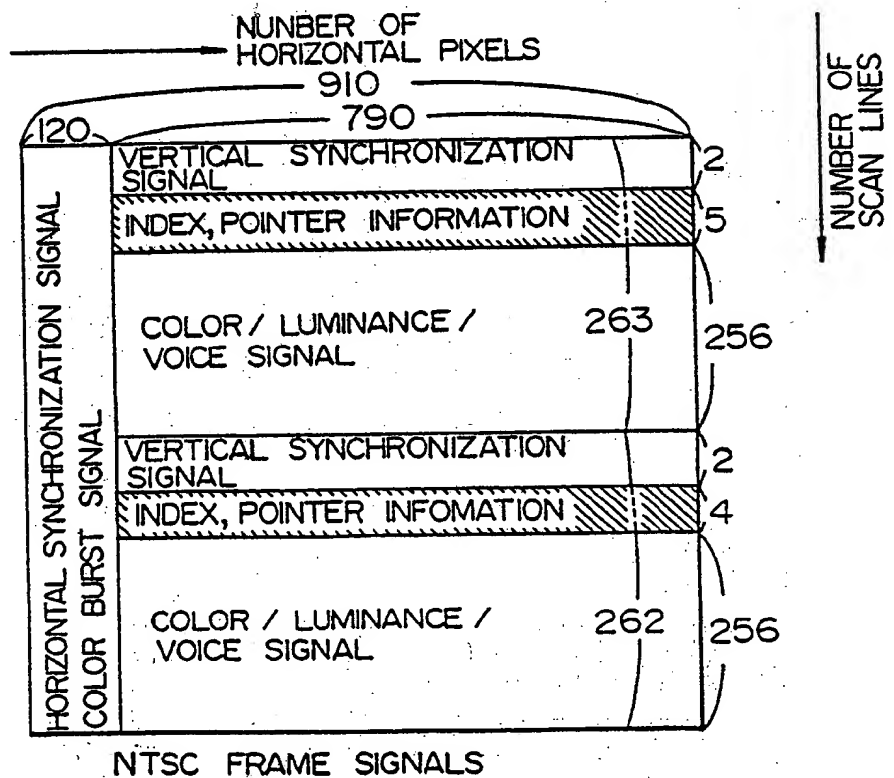 NUNBER OF
HORIZONTAL PIXELS
910
120
790
NUMBER OF
SCAN LINES
HORIZONTAL SYNCHRONIZATION SIGNAL
COLOR BURST SIGNAL
VERTICAL SYNCHRONIZATION
SIGNAL
2
INDEX, POINTER INFORMATION
5
COLOR / LUMINANCE /
VOICE SIGNAL
263
256
VERTICAL SYNCHRONIZATION
SIGNAL
2
INDEX, POINTER INFOMATION
4
COLOR / LUMINANCE /
VOICE SIGNAL
262
256
NTSC FRAME SIGNALS